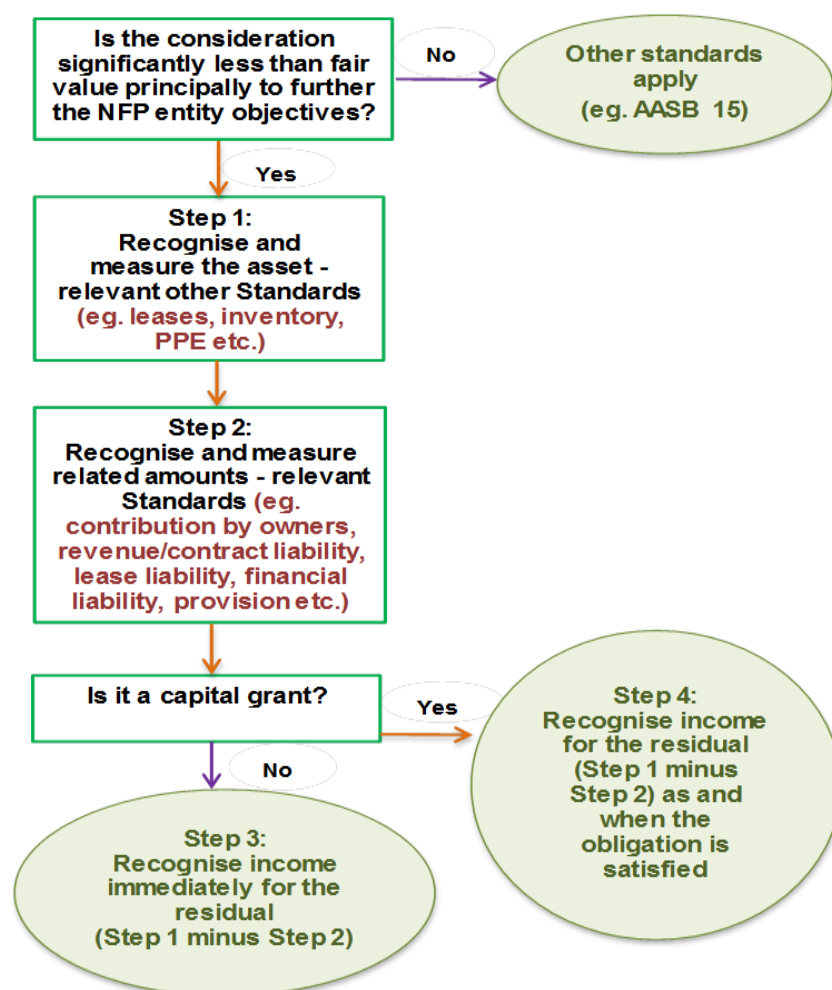 Is the consideration
significantly less than fair
value principally to further
the NFP entity objectives?
No
Other standards
apply
(eg. AASB 15)
Yes
Step 1:
Recognise and
measure the asset -
relevant other Standards
(eg. leases, inventory,
PPE etc.)
Step 2:
Recognise and measure
related amounts - relevant
Standards (eg.
contribution by owners,
revenue/contract liability,
lease liability, financial
liability, provision etc.)
Is it a capital grant?
Yes
Step 4:
Recognise income
for the residual
(Step 1 minus
Step 2) as and
when the
obligation is
satisfied
No
Step 3:
Recognise income
immediately for the
residual
(Step 1 minus Step 2)